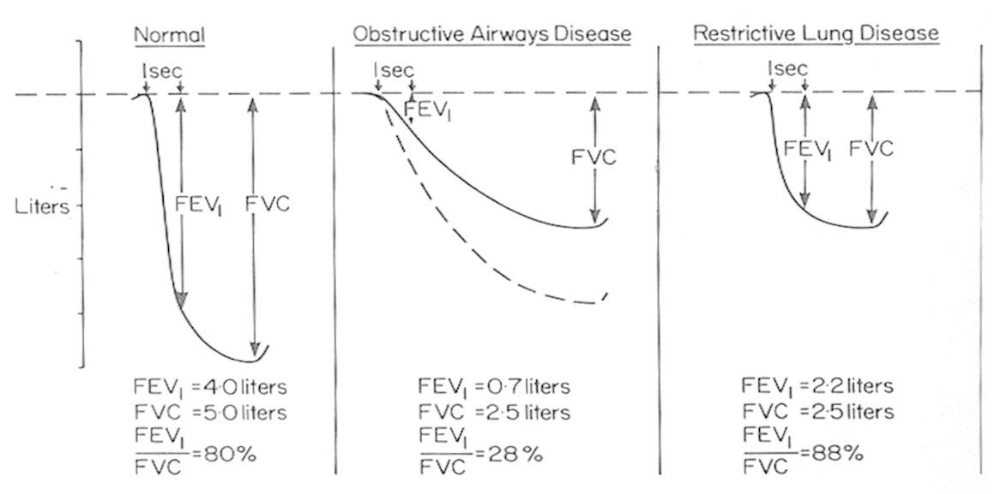 Normal
Obstructive Airways Disease
Restrictive Lung Disease
1sec
1sec
1sec
FEV₁
FVC
FEV₁
FVC
FEV₁
FVC
Liters
FEV₁ =4·0 liters
FVC =5·0 liters
FEV₁
FVC
=80%
FEV₁ =0·7 liters
FVC =2·5 liters
FEV₁
FVC
=28%
FEV₁ =2·2 liters
FVC =2·5 liters
FEV₁
FVC
=88%